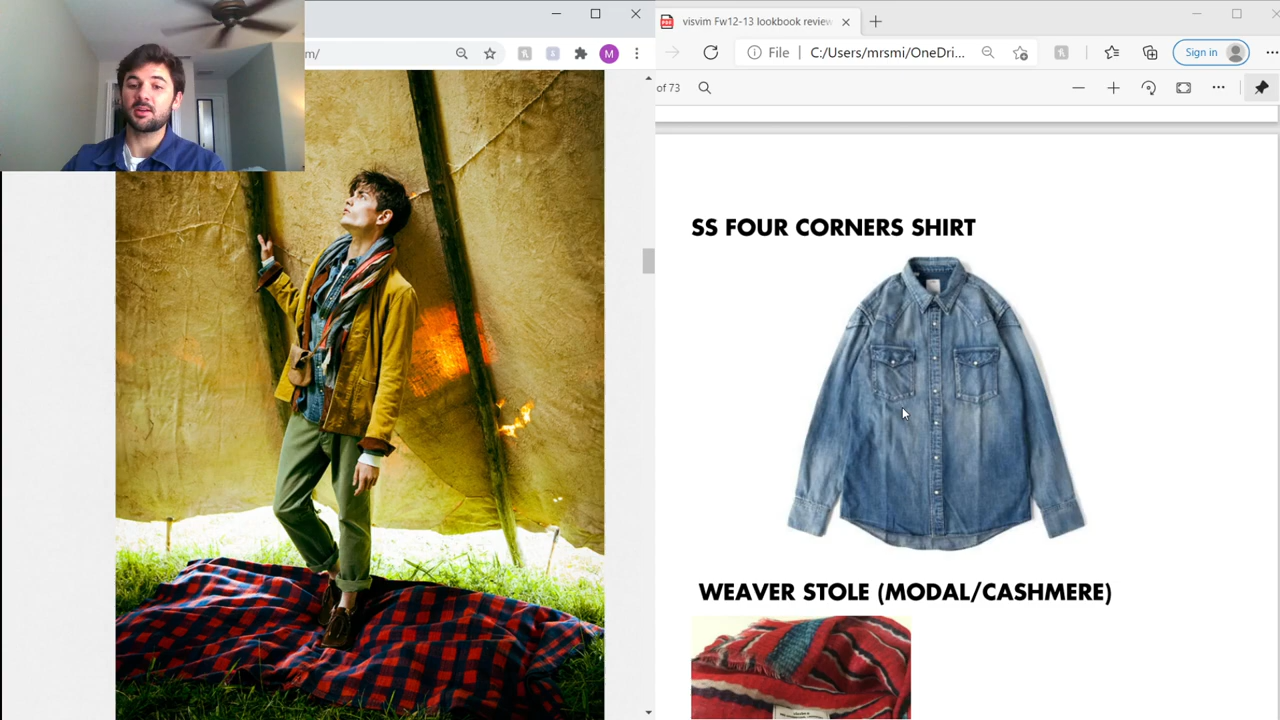 m/
M
visvim Fw12-13 lookbook review
File
C:/Users/mrsmi/OneDri...
Sign in
of 73
SS FOUR CORNERS SHIRT
WEAVER STOLE (MODAL/CASHMERE)